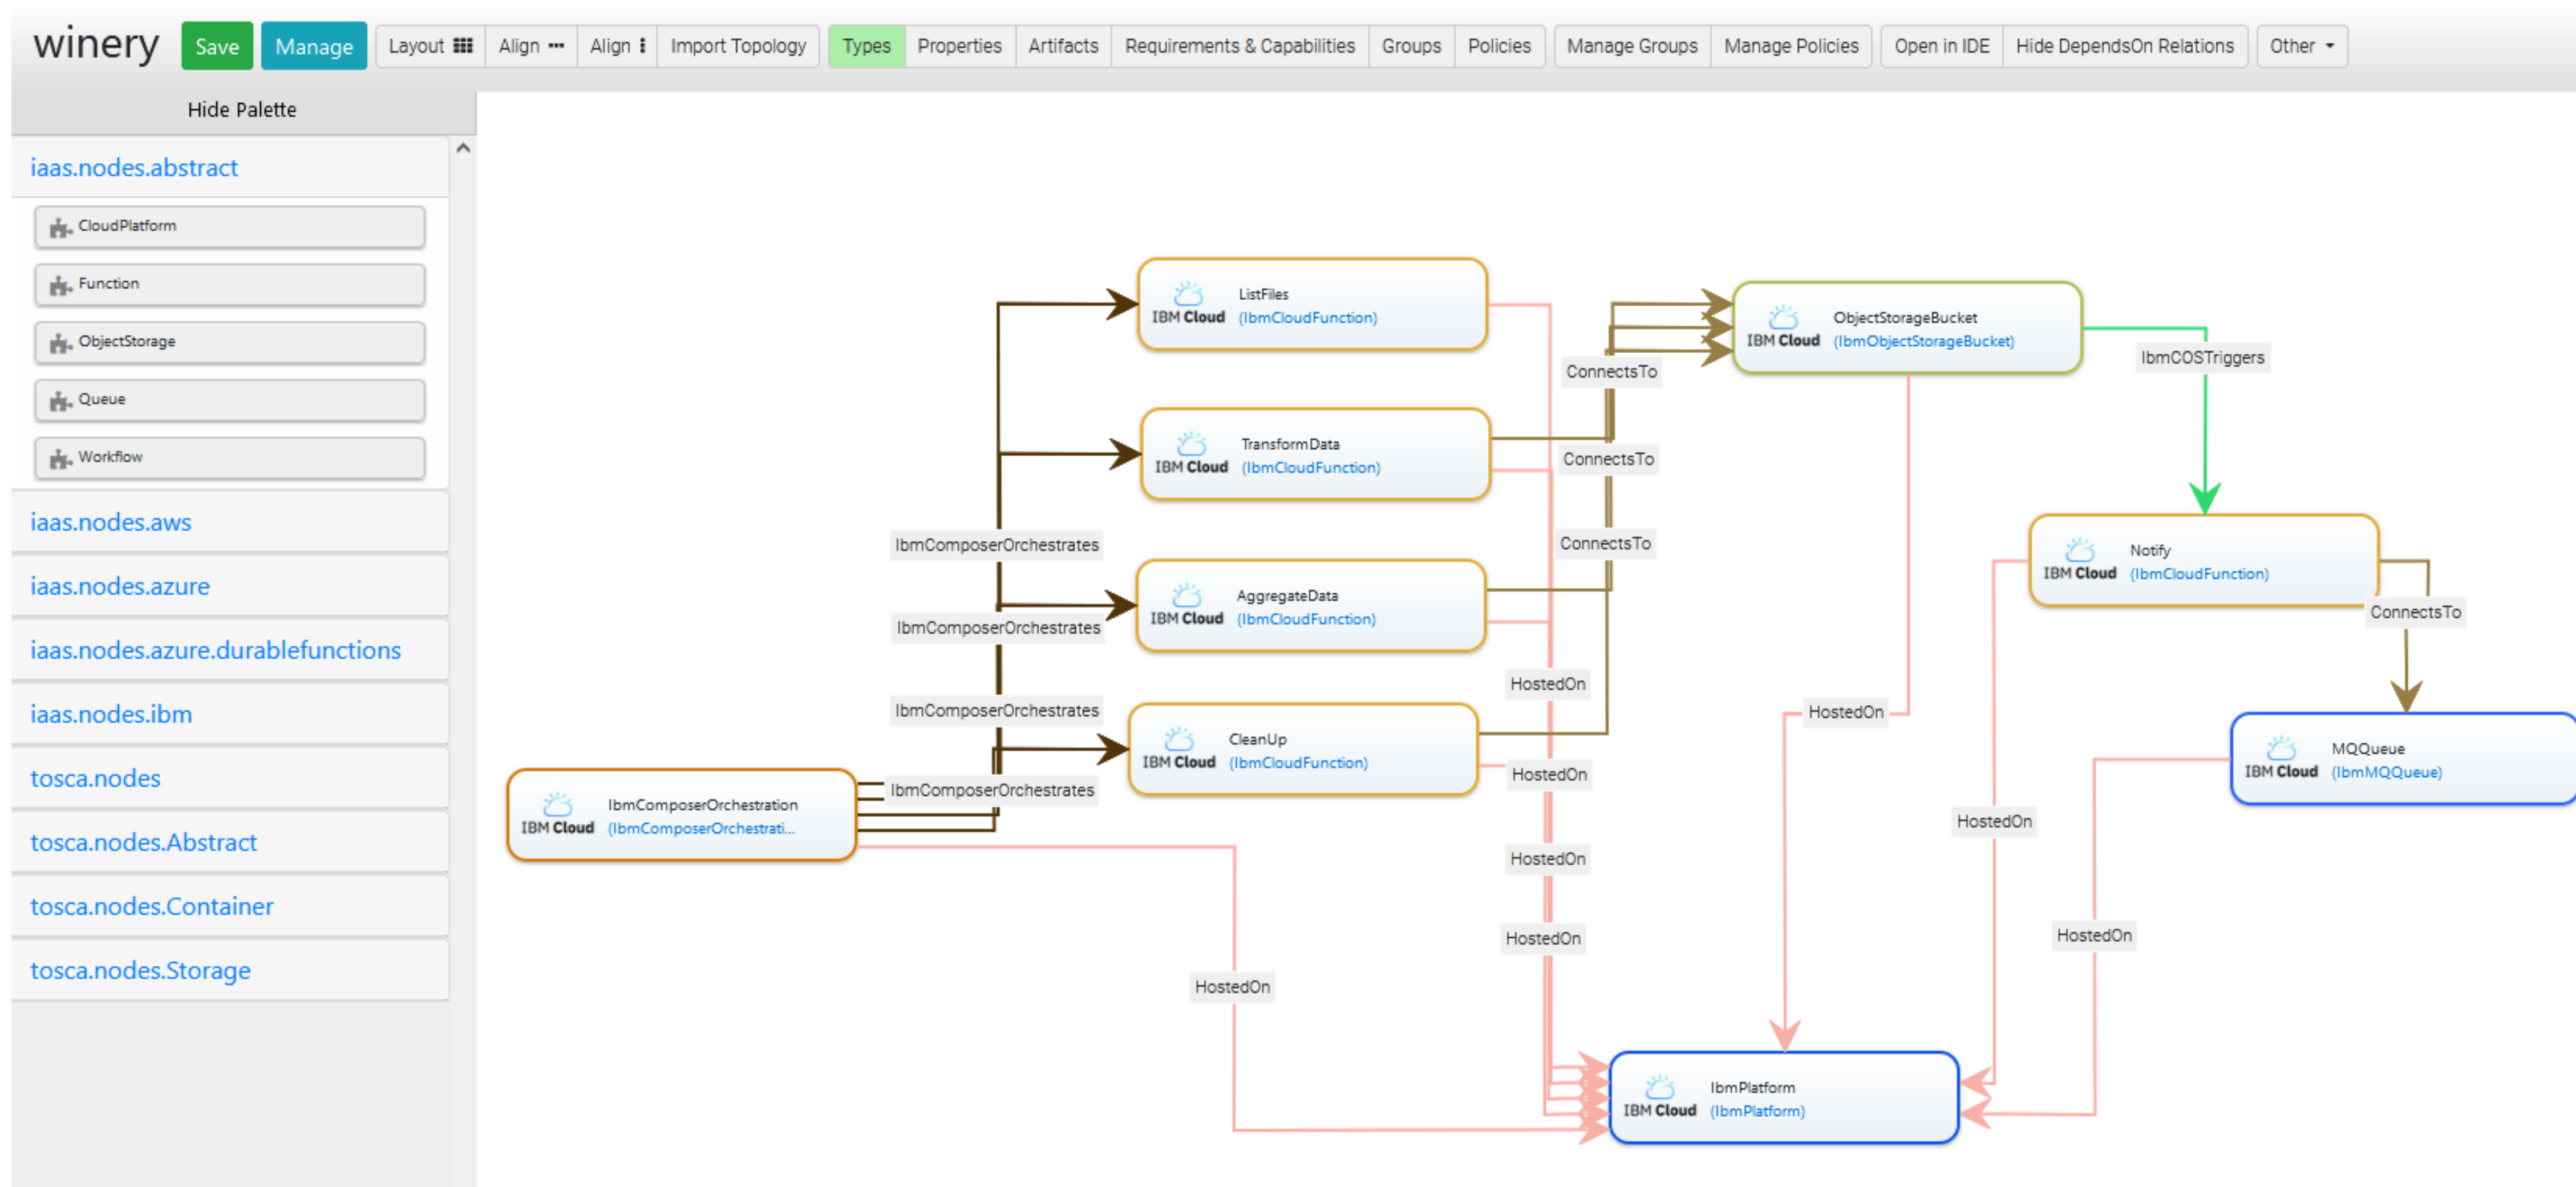 winery
Save
Manage
Layout
Align
Align
Import Topology
Types
Properties
Artifacts
Requirements & Capabilities
Groups
Policies
Manage Groups
Manage Policies
Open in IDE
Hide DependsOn Relations
Other
Hide Palette
iaas.nodes.abstract
CloudPlatform
Function
ObjectStorage
Queue
Workflow
iaas.nodes.aws
iaas.nodes.azure
iaas.nodes.azure.durablefunctions
iaas.nodes.ibm
tosca.nodes
tosca.nodes.Abstract
tosca.nodes.Container
tosca.nodes.Storage
IBM Cloud
IbmComposerOrchestration
(IbmComposerOrchestrati...
IbmComposerOrchestrates
IbmComposerOrchestrates
IbmComposerOrchestrates
IbmComposerOrchestrates
IBM Cloud
ListFiles
(IbmCloudFunction)
IBM Cloud
TransformData
(IbmCloudFunction)
IBM Cloud
AggregateData
(IbmCloudFunction)
IBM Cloud
CleanUp
(IbmCloudFunction)
ConnectsTo
ConnectsTo
ConnectsTo
HostedOn
HostedOn
HostedOn
HostedOn
HostedOn
IBM Cloud
ObjectStorageBucket
(IbmObjectStorageBucket)
IbmCOSTriggers
HostedOn
IBM Cloud
Notify
(IbmCloudFunction)
ConnectsTo
HostedOn
IBM Cloud
MQQueue
(IbmMQQueue)
HostedOn
IBM Cloud
IbmPlatform
(IbmPlatform)